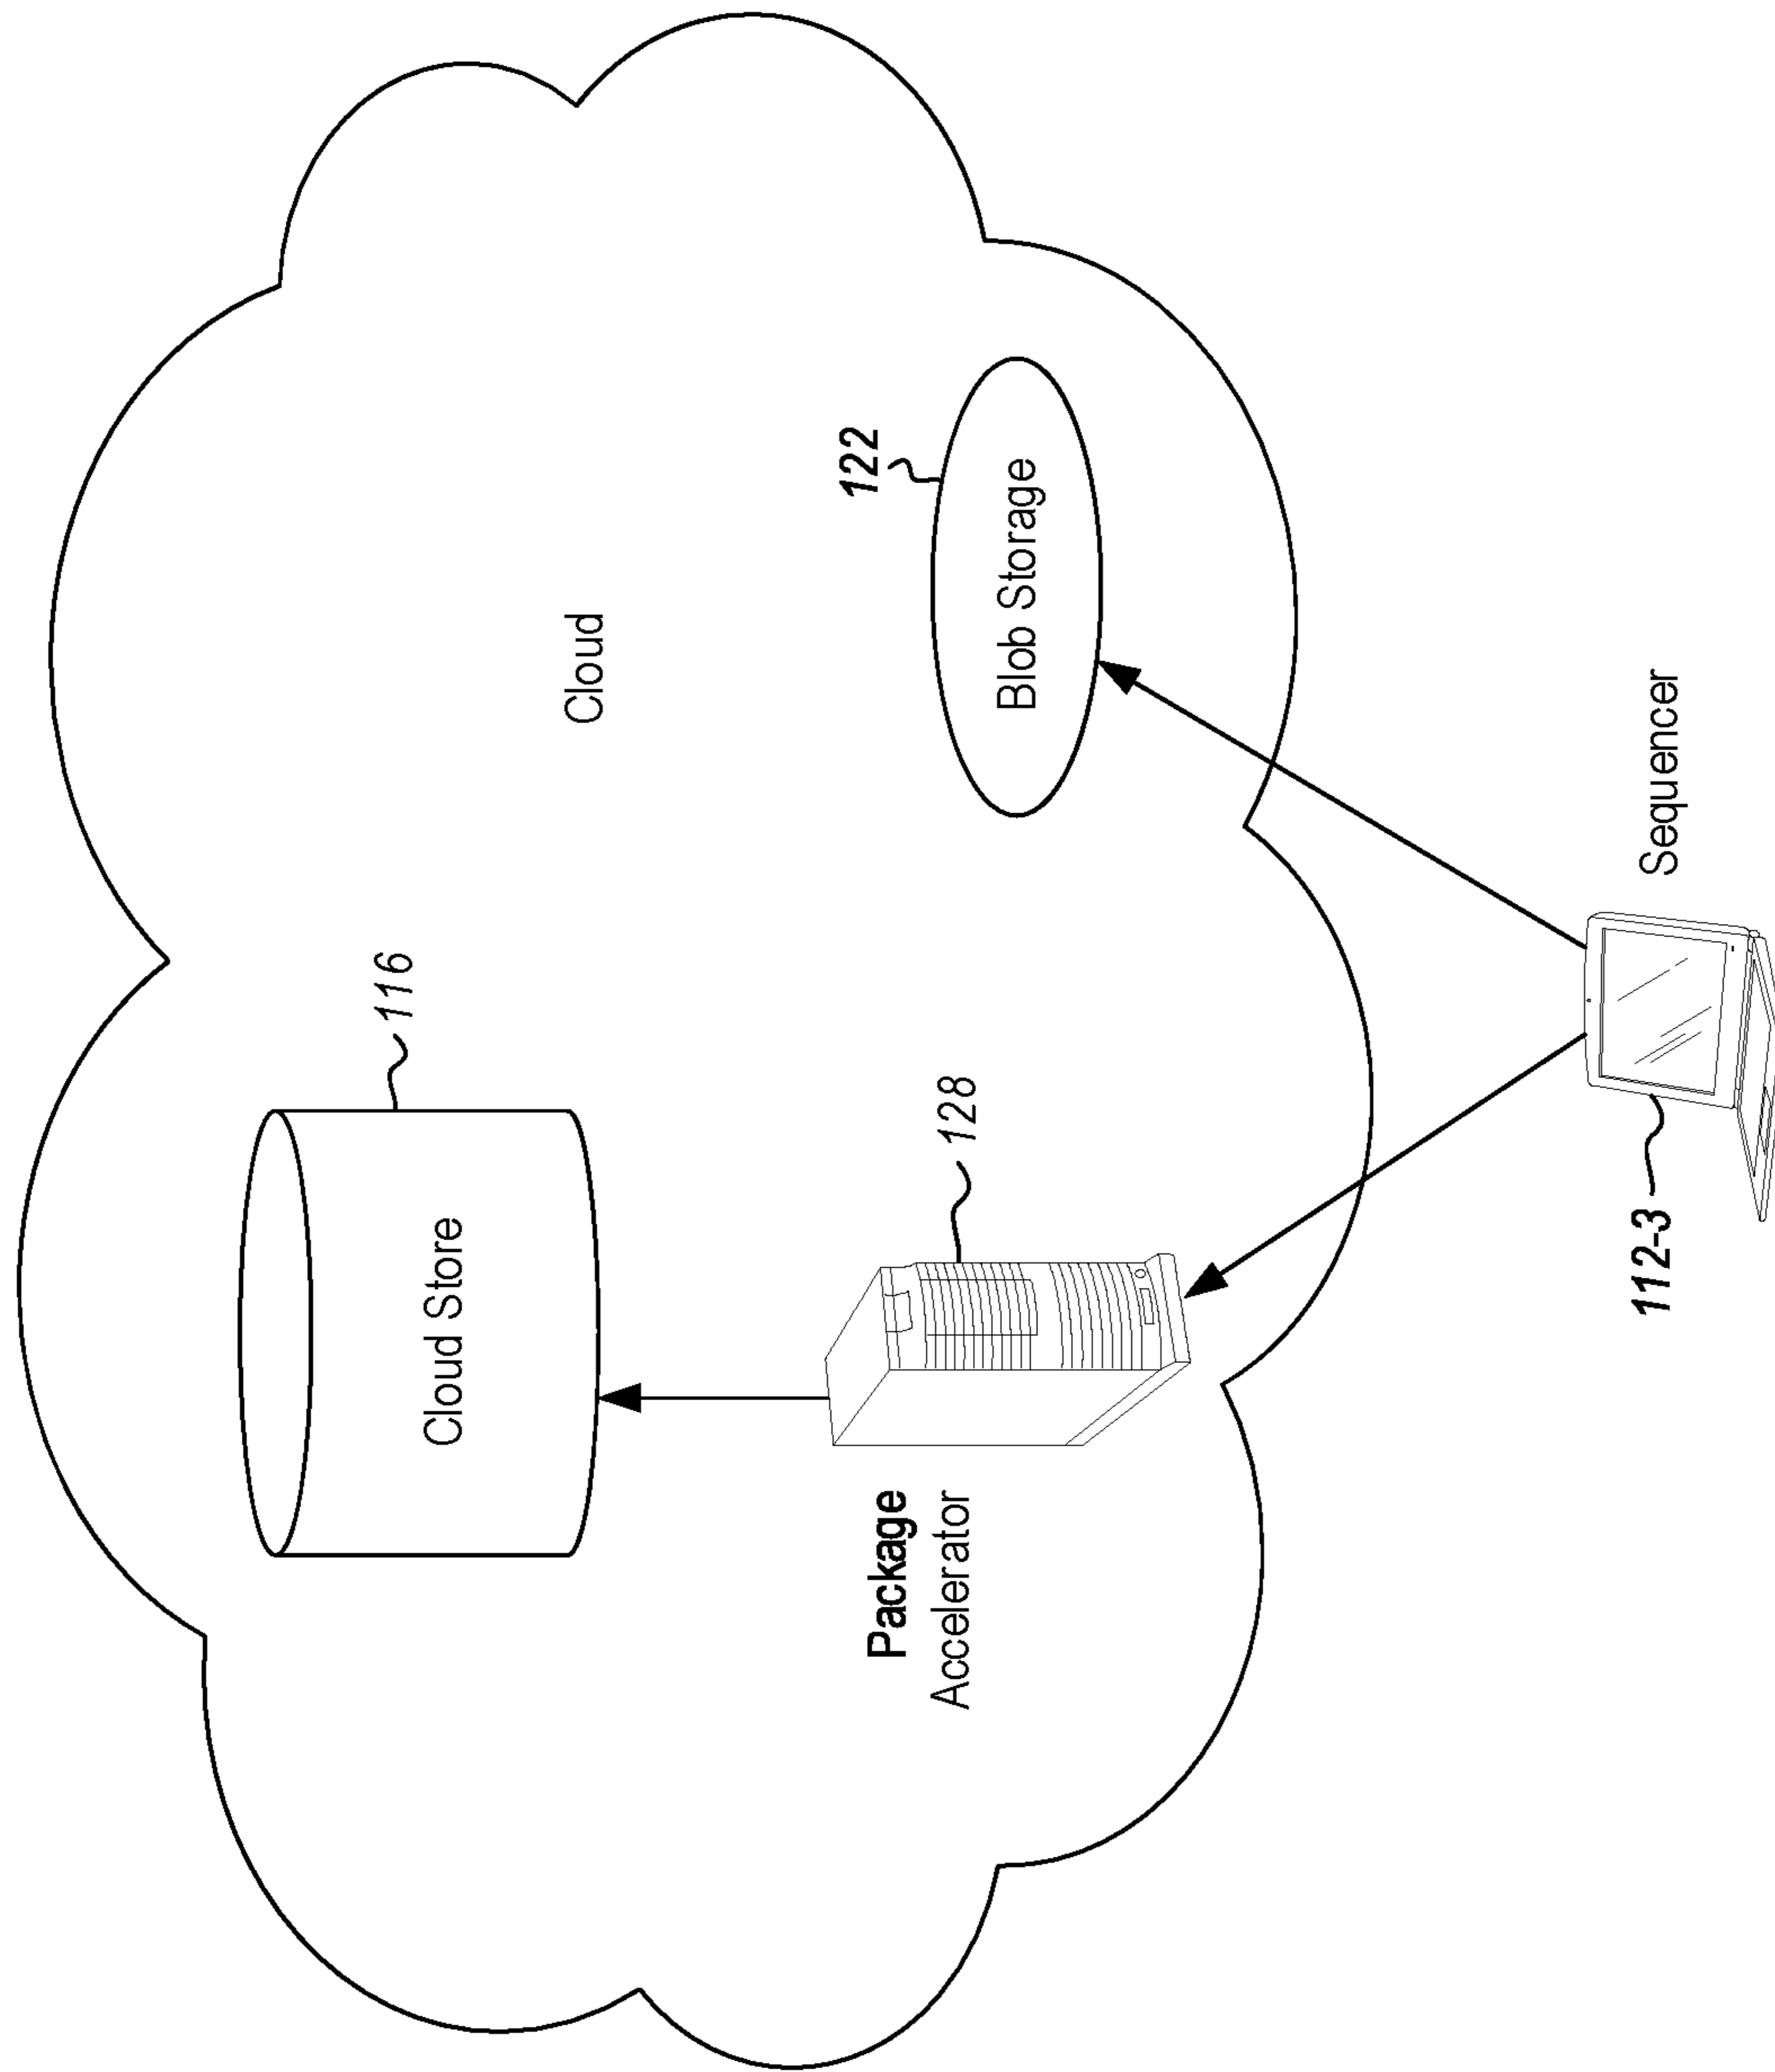 Cloud Store
116
Cloud
Package
Accelerator
128
122
Blob Storage
112-3
Sequencer